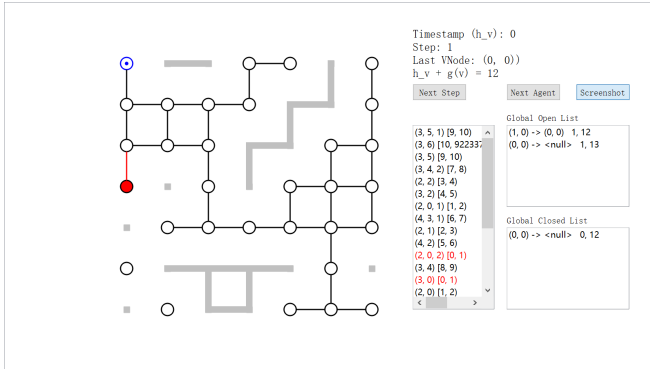 Timestamp (h_v): 0
Step: 1
Last VNode: (0, 0))
h_v + g(v) = 12
Next Step
Next Agent
Screenshot
Global Open List
(3, 5, 1) [9, 10)
(3, 6) [10, 922337
(3, 5) [9, 10)
(3, 4, 2) [7, 8)
(2, 2) [3, 4)
(3, 2) [4, 5)
(2, 0, 1) [1, 2)
(4, 3, 1) [6, 7)
(2, 1) [2, 3)
(4, 2) [5, 6)
(2, 0, 2) [0, 1)
(3, 4) [8, 9)
(3, 0) [0, 1)
(2, 0) [1, 2)
(1, 0) -> (0, 0) 1, 12
(0, 0) -> <null> 1, 13
Global Closed List
(0, 0) -> <null> 0, 12